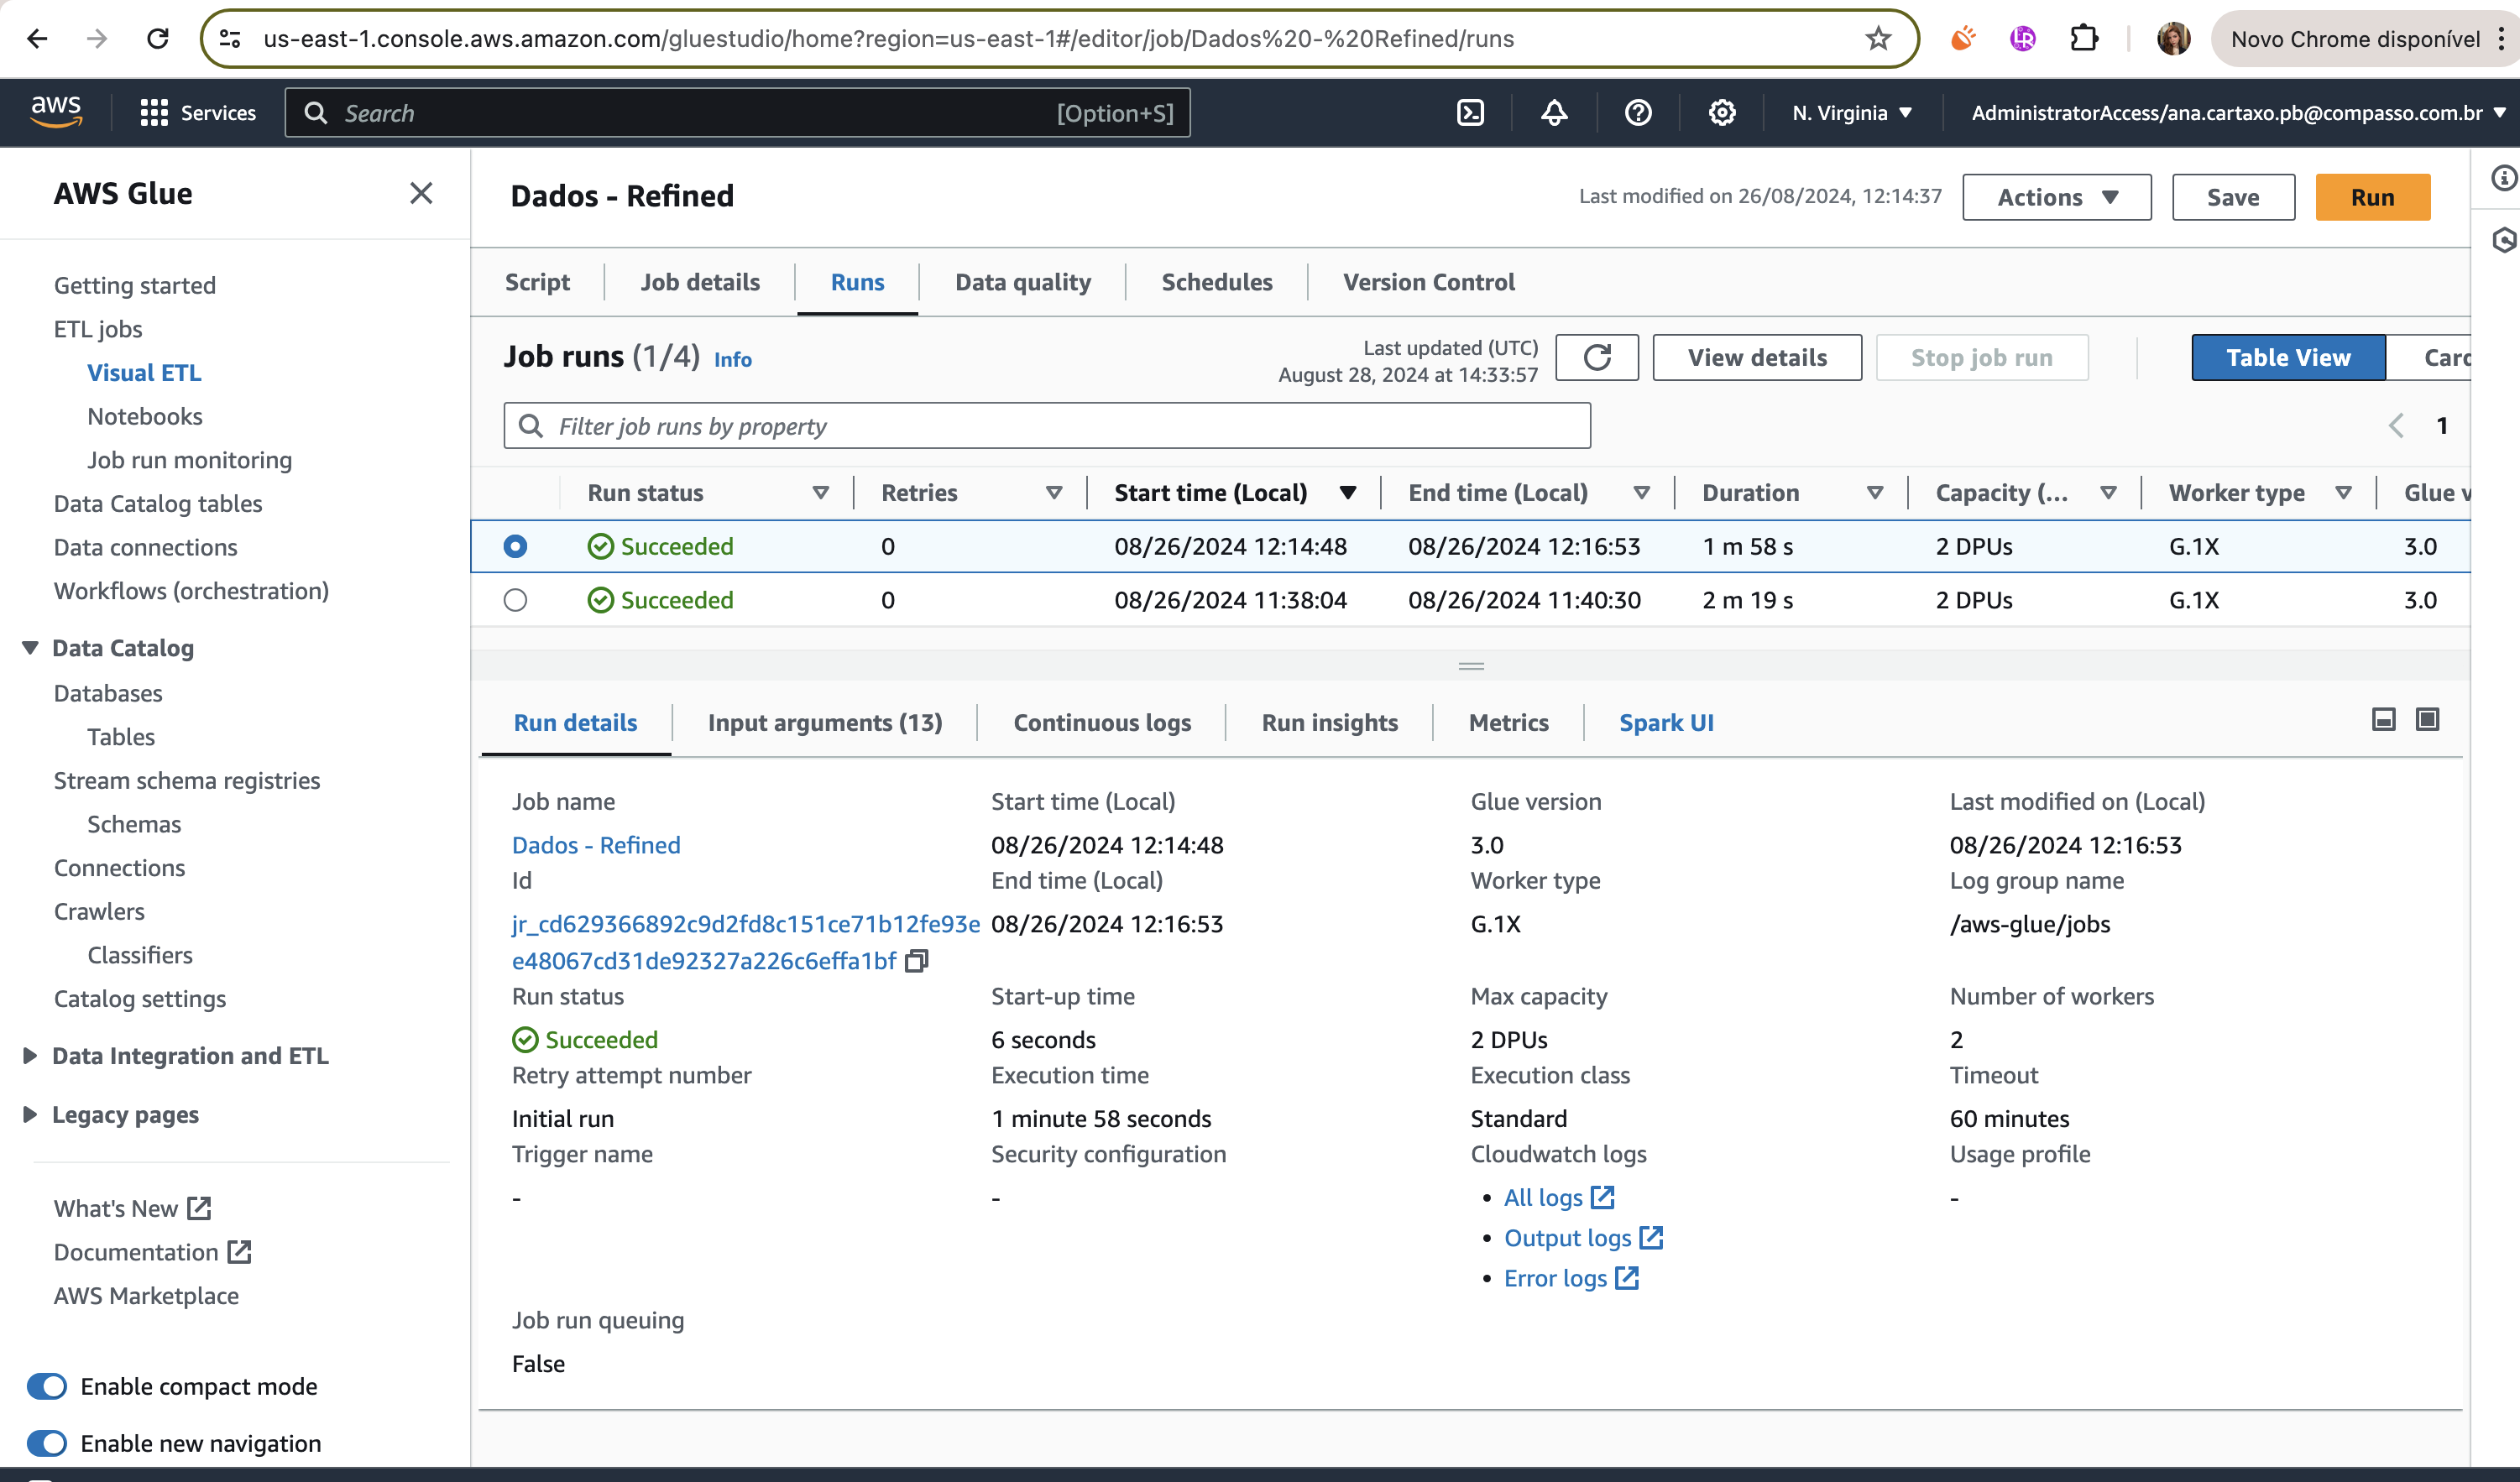 us-east-1.console.aws.amazon.com/gluestudio/home?region=us-east-1#/editor/job/Dados%20-%20Refined/runs
Novo Chrome disponível
aws
Services
Search
[Option+S]
N. Virginia
AdministratorAccess/ana.cartaxo.pb@compasso.com.br
AWS Glue
Getting started
ETL jobs
Visual ETL
Notebooks
Job run monitoring
Data Catalog tables
Data connections
Workflows (orchestration)
Data Catalog
Databases
Tables
Stream schema registries
Schemas
Connections
Crawlers
Classifiers
Catalog settings
Data Integration and ETL
Legacy pages
What's New
Documentation
AWS Marketplace
Enable compact mode
Enable new navigation
Dados - Refined
Last modified on 26/08/2024, 12:14:37
Actions
Save
Run
Script
Job details
Runs
Data quality
Schedules
Version Control
Job runs (1/4) Info
Last updated (UTC)
August 28, 2024 at 14:33:57
View details
Stop job run
Table View
Card
Filter job runs by property
1
Run status Retries Start time (Local) End time (Local) Duration Capacity (... Worker type Glue v
Succeeded 0 08/26/2024 12:14:48 08/26/2024 12:16:53 1 m 58 s 2 DPUs G.1X 3.0
Succeeded 0 08/26/2024 11:38:04 08/26/2024 11:40:30 2 m 19 s 2 DPUs G.1X 3.0
Run details
Input arguments (13)
Continuous logs
Run insights
Metrics
Spark UI
Job name Start time (Local) Glue version Last modified on (Local)
Dados - Refined 08/26/2024 12:14:48 3.0 08/26/2024 12:16:53
Id End time (Local) Worker type Log group name
jr_cd629366892c9d2fd8c151ce71b12fe93e 08/26/2024 12:16:53 G.1X /aws-glue/jobs
e48067cd31de92327a226c6effa1bf
Run status Start-up time Max capacity Number of workers
Succeeded 6 seconds 2 DPUs 2
Retry attempt number Execution time Execution class Timeout
Initial run 1 minute 58 seconds Standard 60 minutes
Trigger name Security configuration Cloudwatch logs Usage profile
- - • All logs -
• Output logs
• Error logs
Job run queuing
False